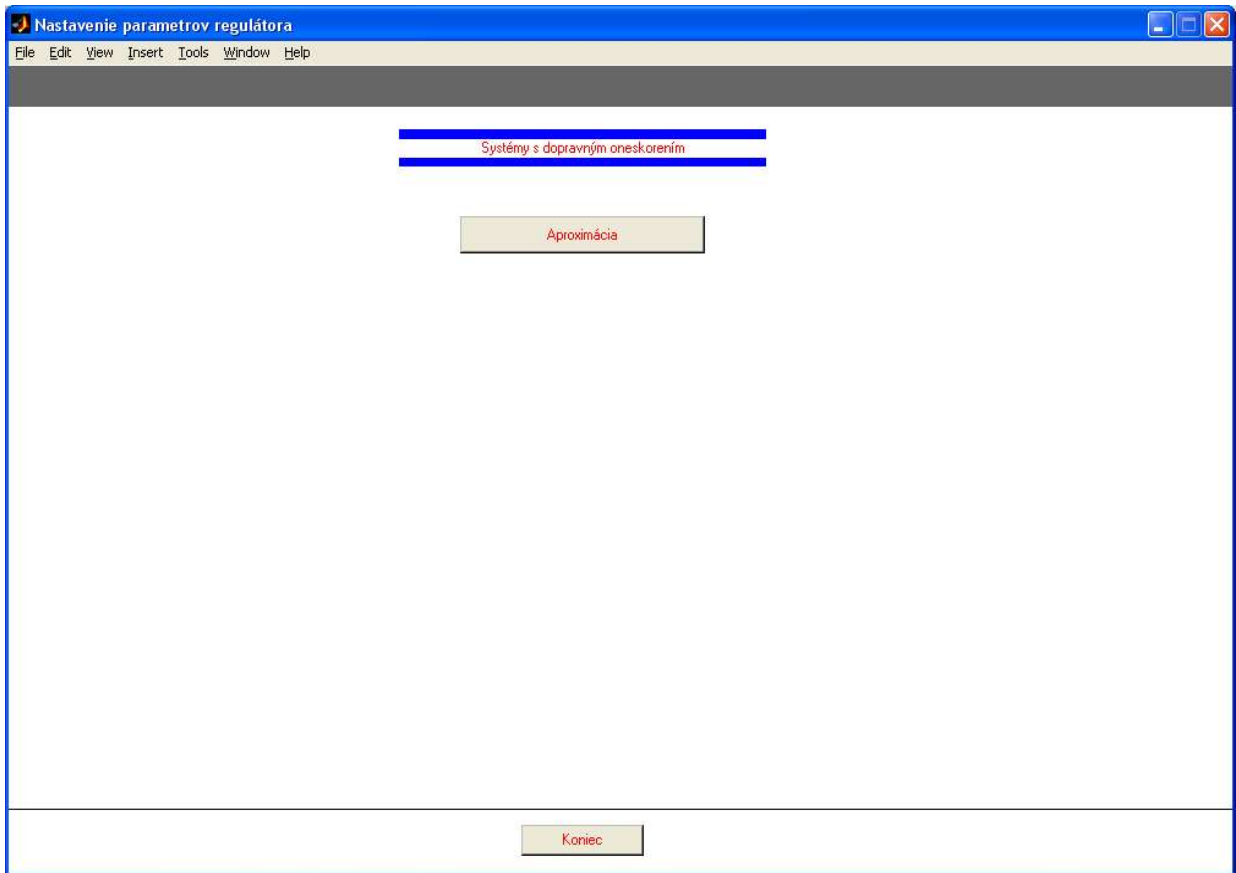 Nastavenie parametrov regulátora
File Edit View Insert Tools Window Help
Systémy s dopravným oneskorením
Aproximácia
Koniec